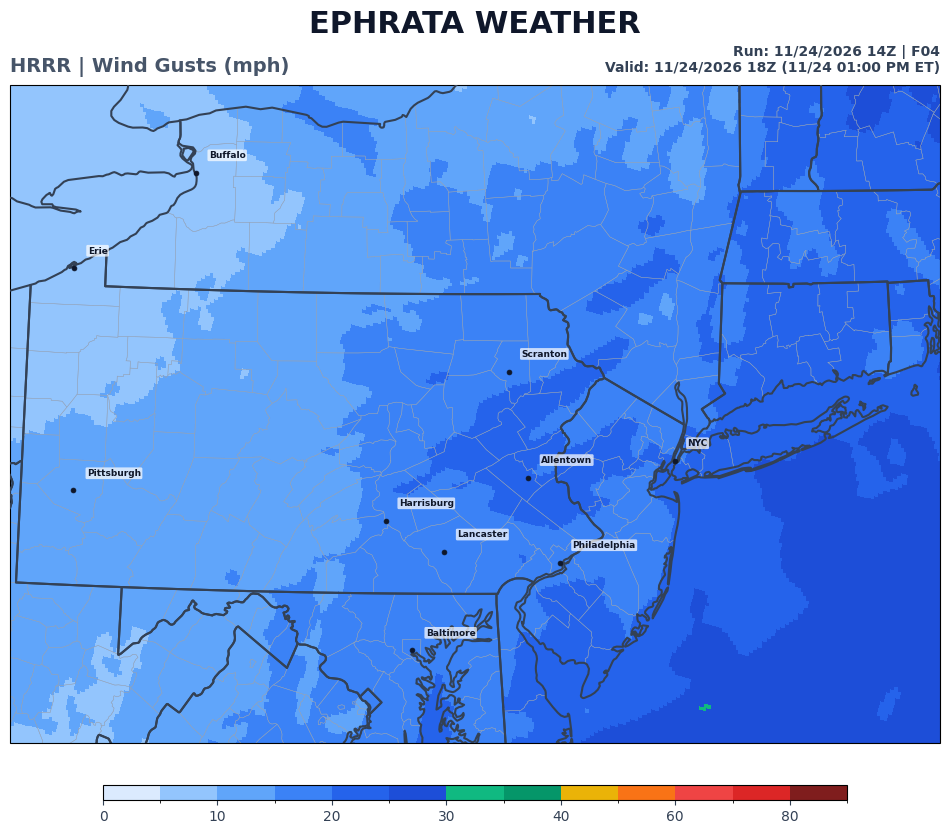 EPHRATA WEATHER
Run: 11/24/2026 14Z | F04
HRRR | Wind Gusts (mph)
Valid: 11/24/2026 18Z (11/24 01:00 PM ET)
Buffalo
Erie
Scranton
NYC
Allentown
Pittsburgh
Harrisburg
Lancaster
Philadelphia
Baltimore
0 10 20 30 40 60 80